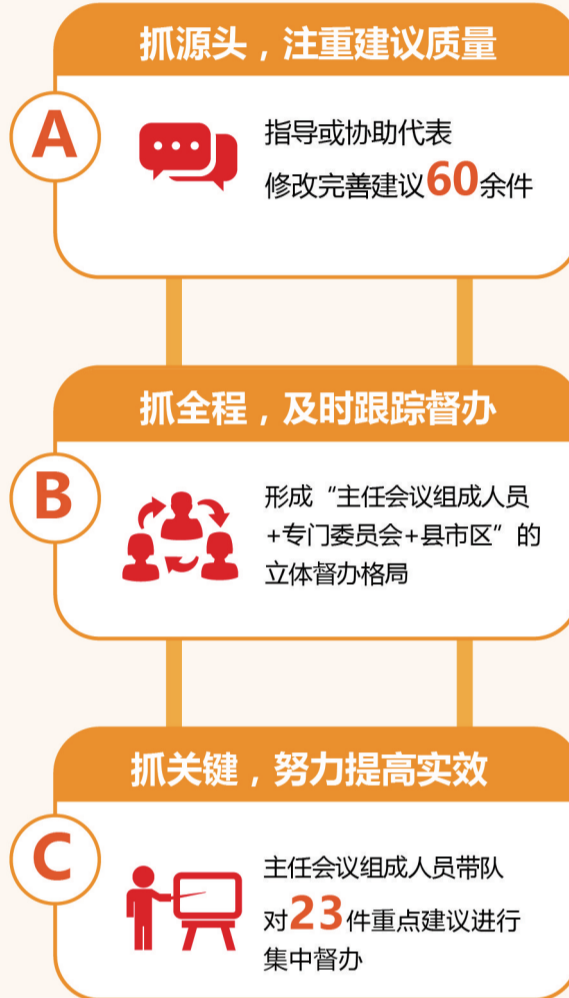 抓源头，注重建议质量
A
指导或协助代表
修改完善建议60余件
抓全程，及时跟踪督办
B
形成“主任会议组成人员
+专门委员会+县市区”的
立体督办格局
抓关键，努力提高实效
C
主任会议组成人员带队
对23件重点建议进行
集中督办